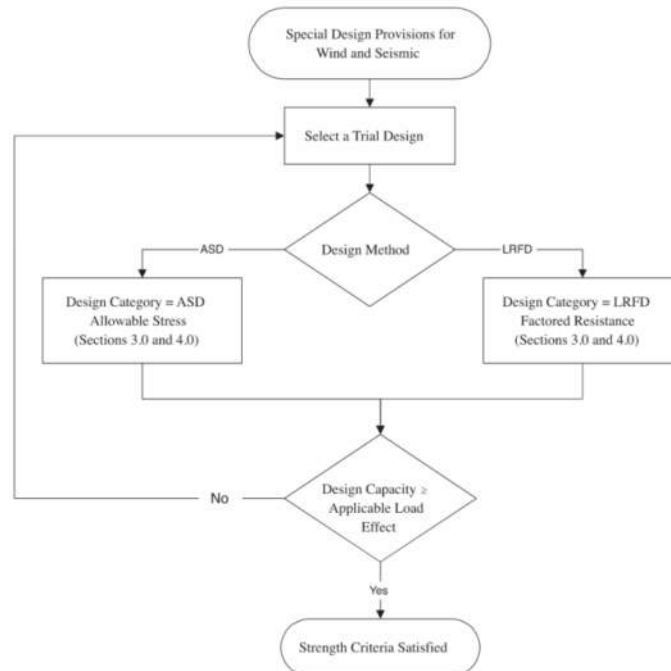 Special Design Provisions for
Wind and Seismic
Select a Trial Design
Design Method
ASD
LRFD
Design Category = ASD
Allowable Stress
(Sections 3.0 and 4.0)
Design Category = LRFD
Factored Resistance
(Sections 3.0 and 4.0)
Design Capacity ≥
Applicable Load
Effect
No
Yes
Strength Criteria Satisfied